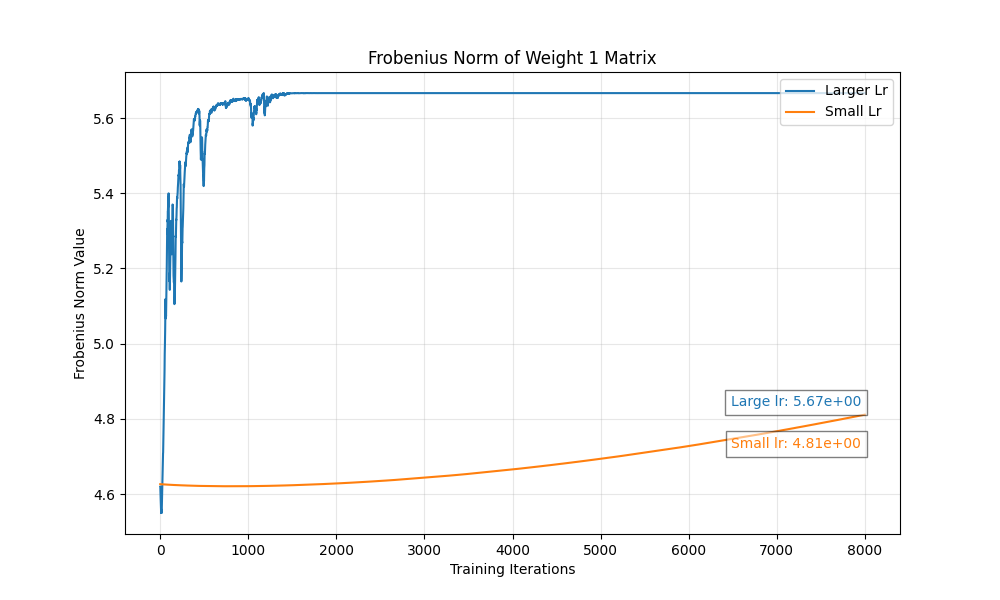 Frobenius Norm of Weight 1 Matrix
Larger Lr
Small Lr
Frobenius Norm Value
5.6
5.4
5.2
5.0
4.8
4.6
Large lr: 5.67e+00
Small lr: 4.81e+00
0 1000 2000 3000 4000 5000 6000 7000 8000
Training Iterations